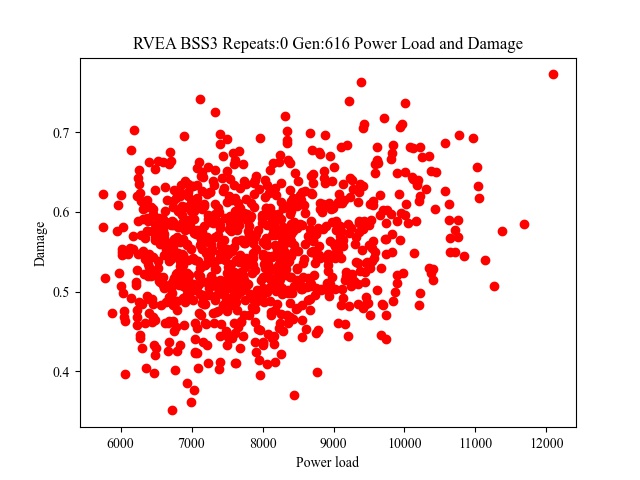 RVEA BSS3 Repeats:0 Gen:616 Power Load and Damage
0.7
0.6
0.5
0.4
Damage
6000 7000 8000 9000 10000 11000 12000
Power load